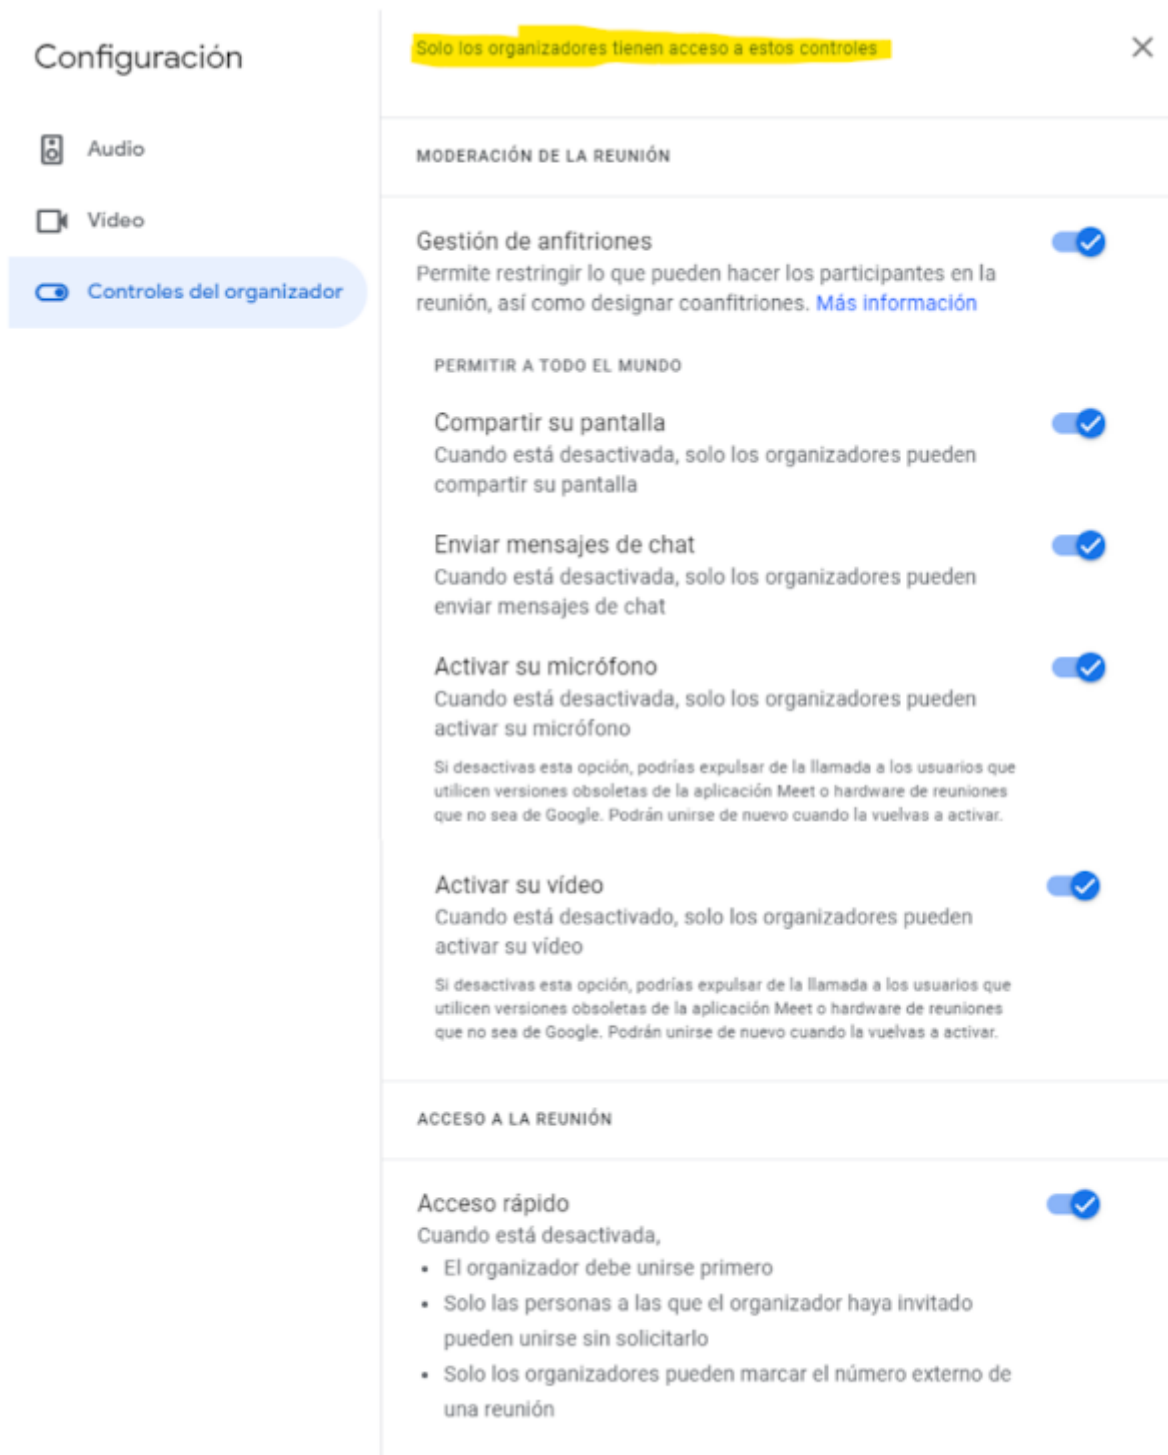 Configuración
Audio
Vídeo
Controles del organizador
Solo los organizadores tienen acceso a estos controles
MODERACIÓN DE LA REUNIÓN
Gestión de anfitriones
Permite restringir lo que pueden hacer los participantes en la
reunión, así como designar coanfitriones. Más información
PERMITIR A TODO EL MUNDO
Compartir su pantalla
Cuando está desactivada, solo los organizadores pueden
compartir su pantalla
Enviar mensajes de chat
Cuando está desactivada, solo los organizadores pueden
enviar mensajes de chat
Activar su micrófono
Cuando está desactivada, solo los organizadores pueden
activar su micrófono
Si desactivas esta opción, podrías expulsar de la llamada a los usuarios que
utilicen versiones obsoletas de la aplicación Meet o hardware de reuniones
que no sea de Google. Podrán unirse de nuevo cuando la vuelvas a activar.
Activar su vídeo
Cuando está desactivado, solo los organizadores pueden
activar su vídeo
Si desactivas esta opción, podrías expulsar de la llamada a los usuarios que
utilicen versiones obsoletas de la aplicación Meet o hardware de reuniones
que no sea de Google. Podrán unirse de nuevo cuando la vuelvas a activar.
ACCESO A LA REUNIÓN
Acceso rápido
Cuando está desactivada,
• El organizador debe unirse primero
• Solo las personas a las que el organizador haya invitado
pueden unirse sin solicitarlo
• Solo los organizadores pueden marcar el número externo de
una reunión